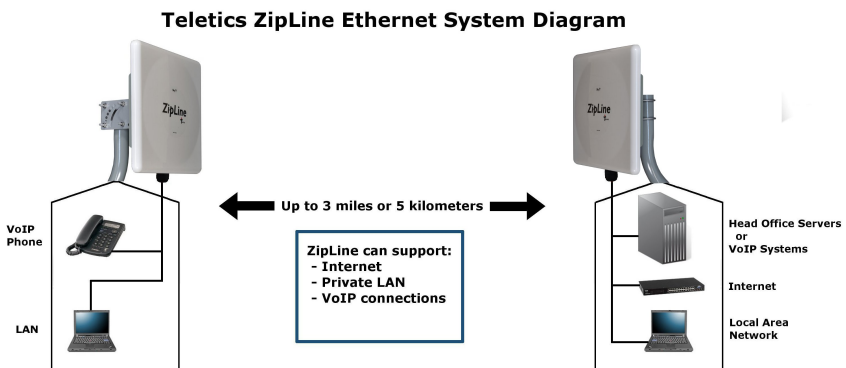 Teletics ZipLine Ethernet System Diagram
ZipLine
ZipLine
Up to 3 miles or 5 kilometers
VoIP
Phone
LAN
ZipLine can support:
- Internet
- Private LAN
- VoIP connections
Head Office Servers
or
VoIP Systems
Internet
Local Area
Network